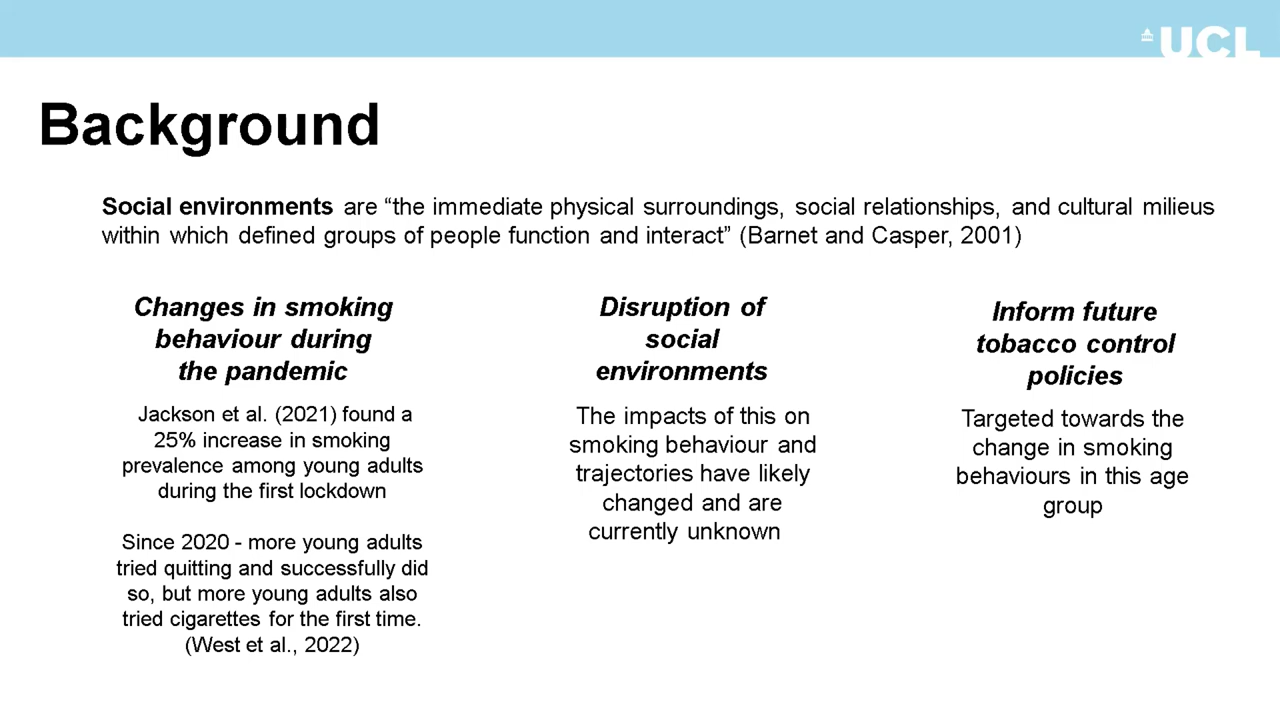 UCL
Background
Social environments are “the immediate physical surroundings, social relationships, and cultural milieus
within which defined groups of people function and interact” (Barnet and Casper, 2001)
Changes in smoking
behaviour during
the pandemic
Jackson et al. (2021) found a
25% increase in smoking
prevalence among young adults
during the first lockdown
Since 2020 - more young adults
tried quitting and successfully did
so, but more young adults also
tried cigarettes for the first time.
(West et al., 2022)
Disruption of
social
environments
The impacts of this on
smoking behaviour and
trajectories have likely
changed and are
currently unknown
Inform future
tobacco control
policies
Targeted towards the
change in smoking
behaviours in this age
group